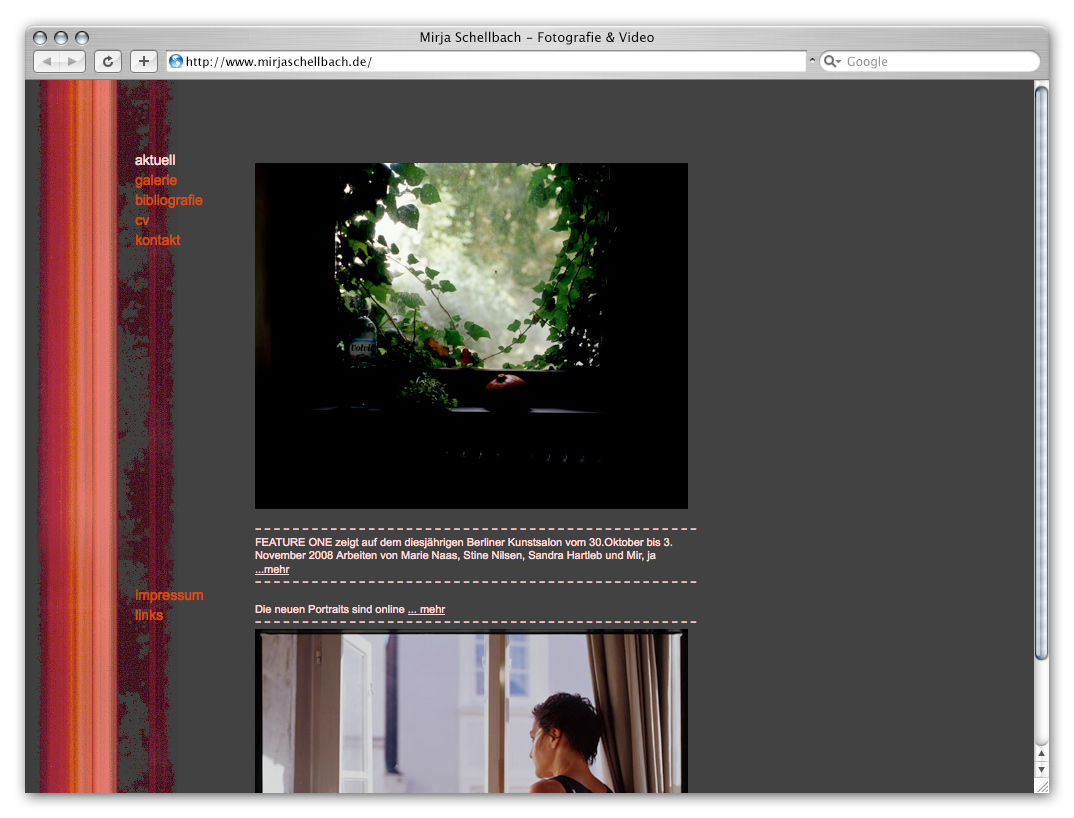 Mirja Schellbach – Fotografie & Video
http://www.mirjaschellbach.de/
Google
aktuell
galerie
bibliografie
cv
kontakt
FEATURE ONE zeigt auf dem diesjährigen Berliner Kunstsalon vom 30.Oktober bis 3.
November 2008 Arbeiten von Marie Naas, Stine Nilsen, Sandra Hartleb und Mir, ja
...mehr
impressum
links
Die neuen Portraits sind online ... mehr